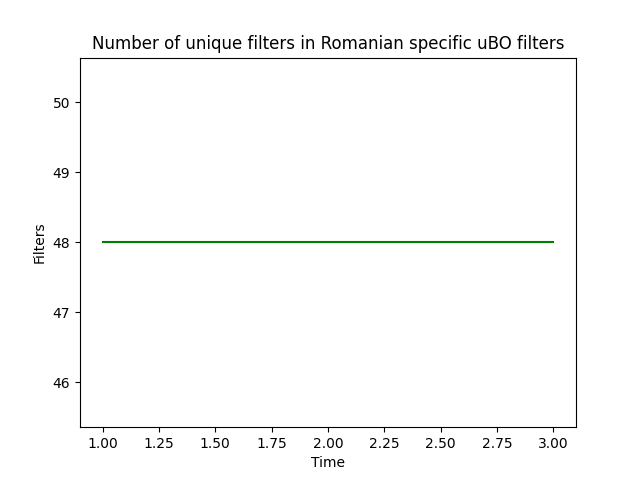 Number of unique filters in Romanian specific uBO filters
50
49
48
47
46
Filters
1.00 1.25 1.50 1.75 2.00 2.25 2.50 2.75 3.00
Time